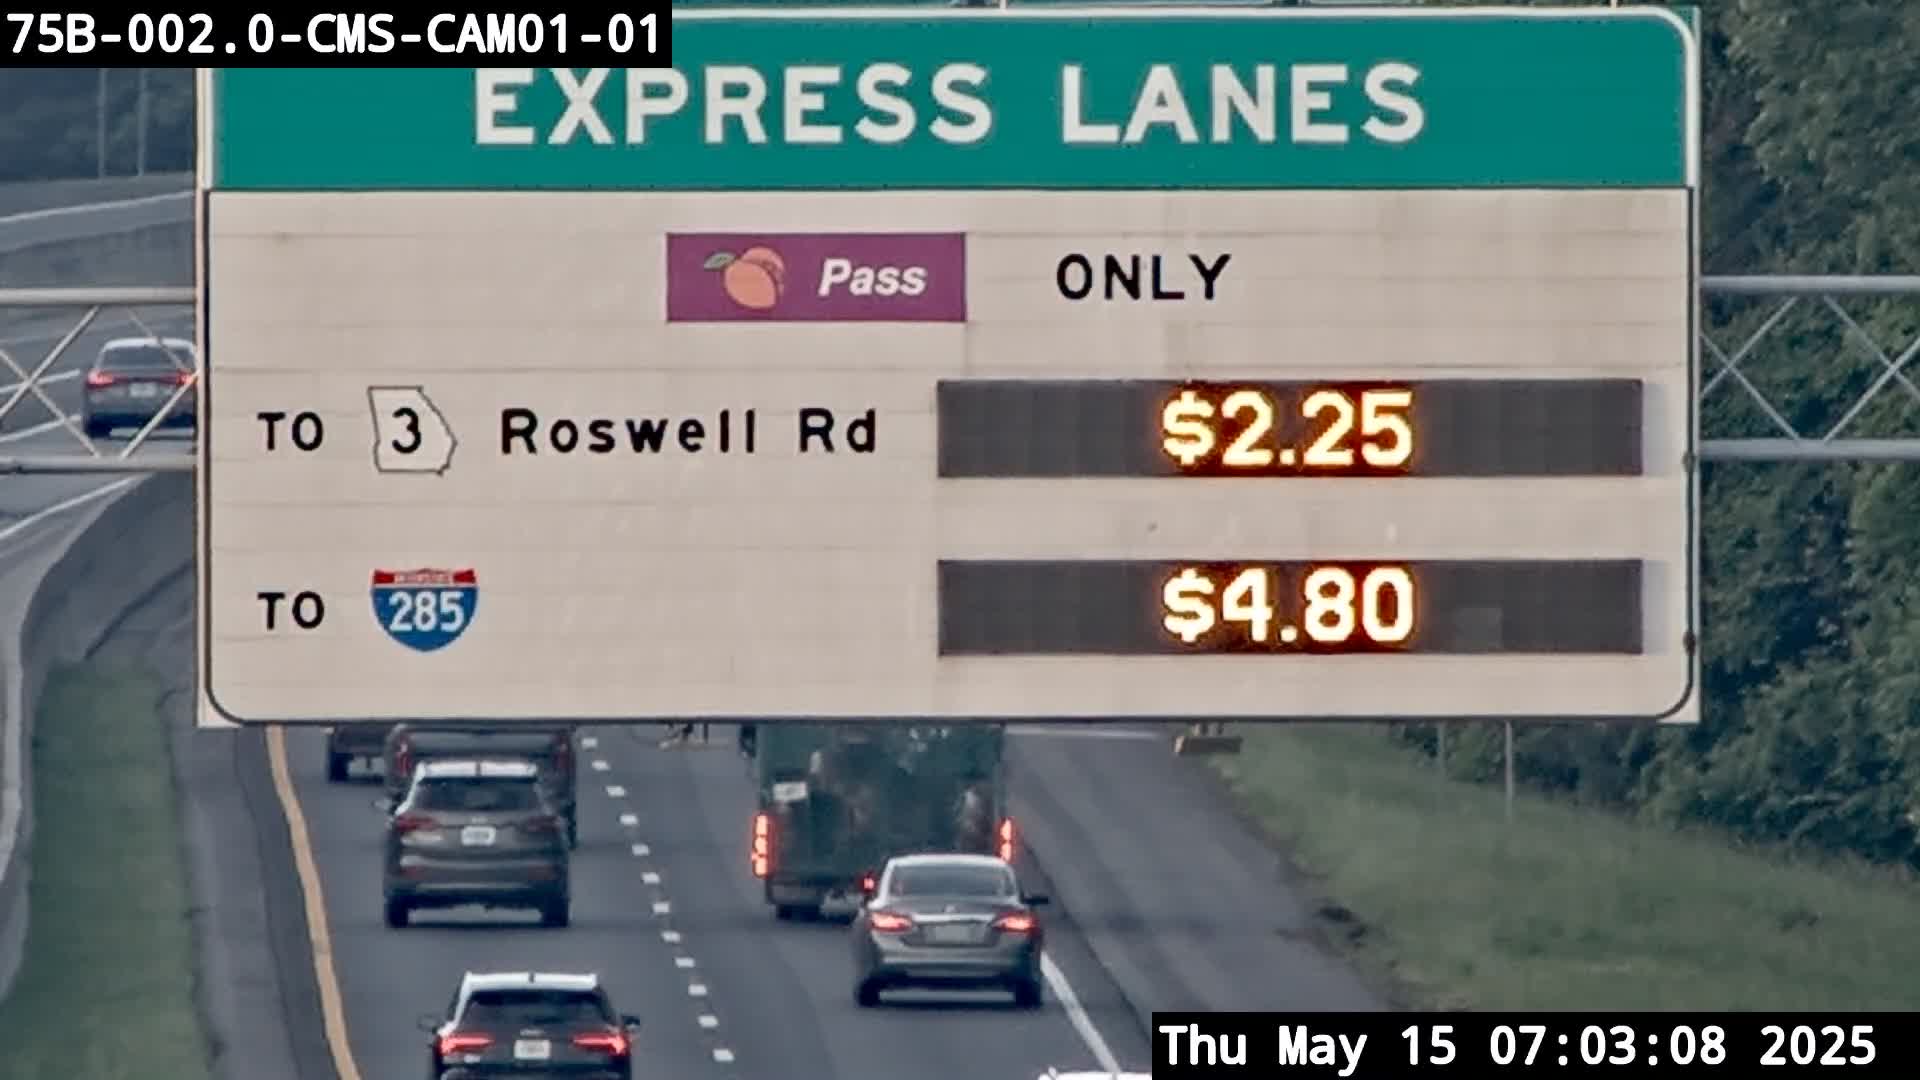 75B-002.0-CMS-CAM01-01
EXPRESS LANES
Pass ONLY
TO 3 Roswell Rd $2.25
INTERSTATE
TO 285 $4.80
Thu May 15 07:03:08 2025